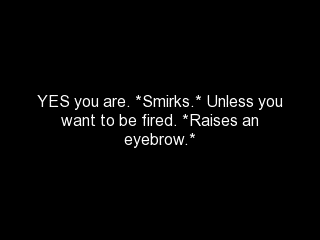 YES you are. *Smirks.* Unless you
want to be fired. *Raises an
eyebrow.*